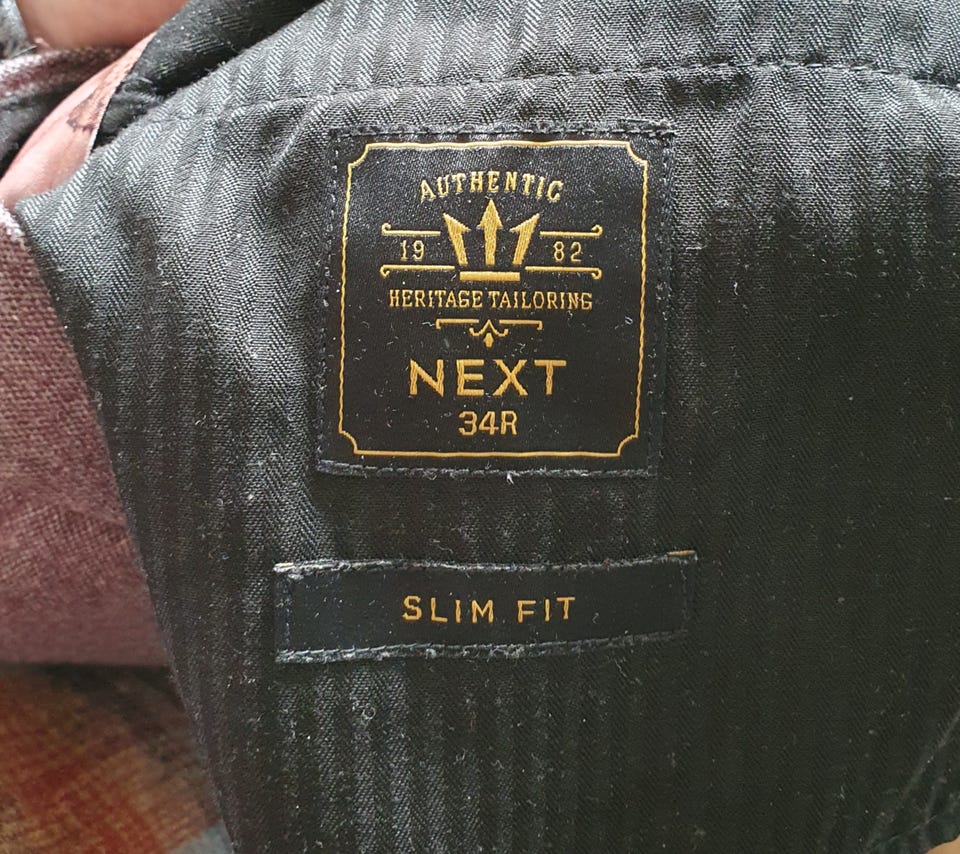 AUTHENTIC
19 82
HERITAGE TAILORING
NEXT
34R
SLIM FIT